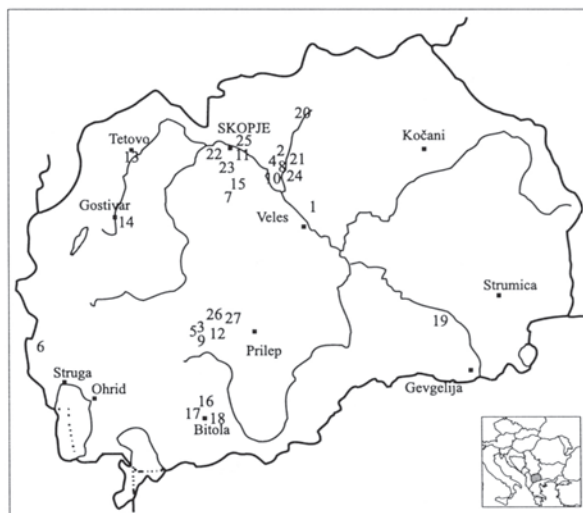 20
SKOPJE
25
Tetovo
13
22
11
2
Kočani
4
21
23
8
15
10
24
7
Gostivar
14
1
Veles
Strumica
26
27
19
5
3
12
9
Prilep
6
Struga
Ohrid
Gevgelija
16
17
18
Bitola